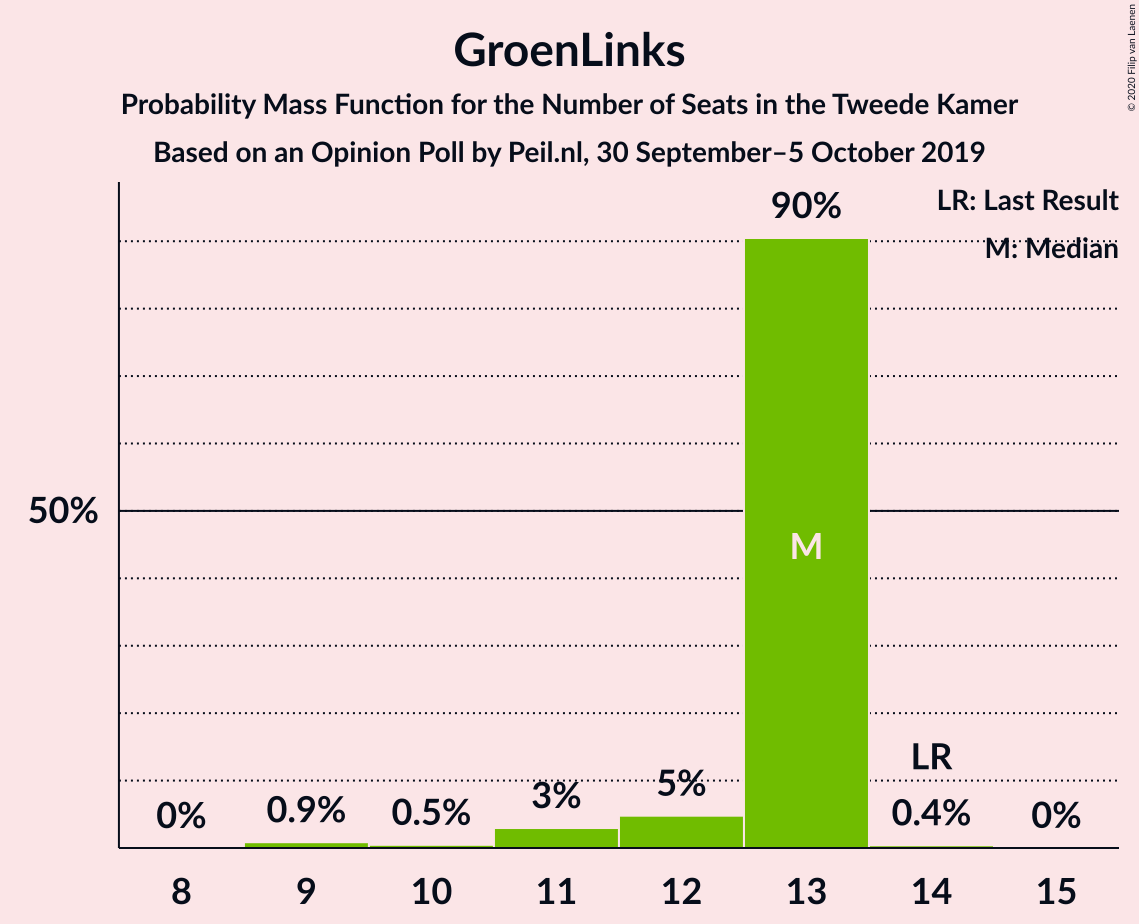 GroenLinks
Probability Mass Function for the Number of Seats in the Tweede Kamer
Based on an Opinion Poll by Peil.nl, 30 September–5 October 2019
© 2020 Filip van Laenen
LR: Last Result
M: Median
90%
50%
M
LR
0%
0.9%
0.5%
3%
5%
0.4%
0%
8 9 10 11 12 13 14 15